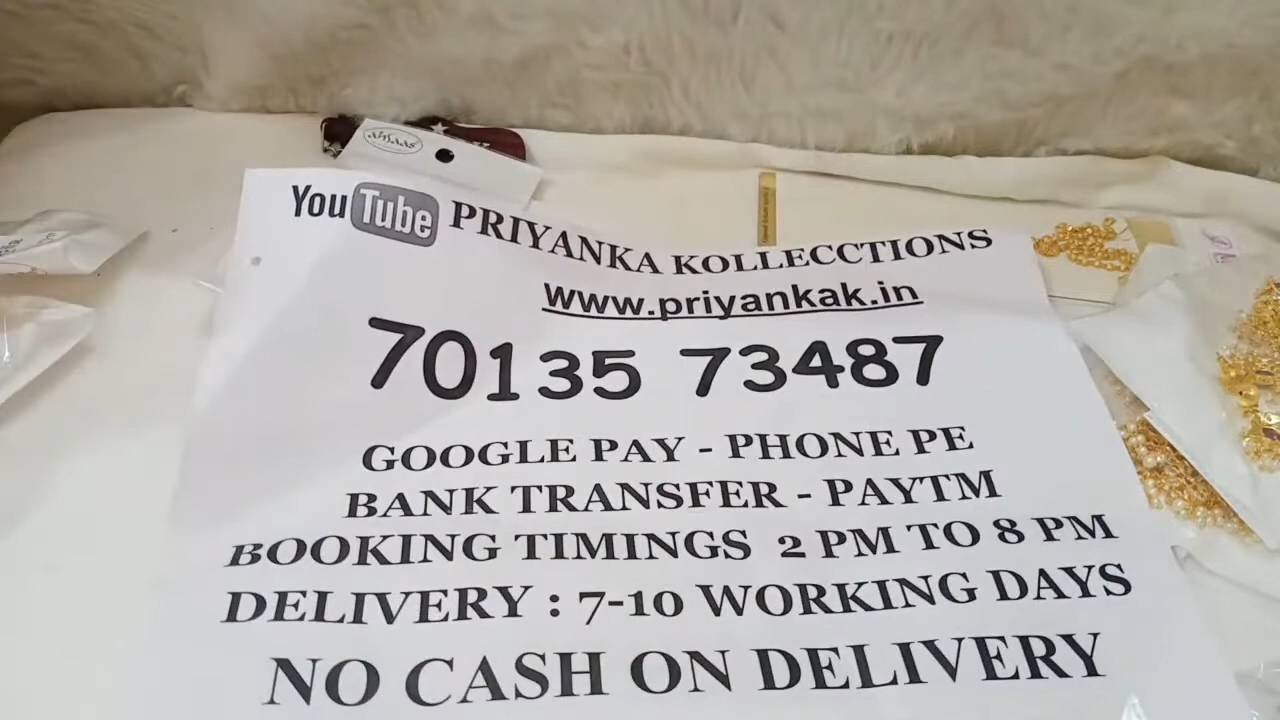 YouTube PRIYANKA KOLLECCTIONS
www.priyankak.in
70135 73487
GOOGLE PAY - PHONE PE
BANK TRANSFER - PAYTM
BOOKING TIMINGS 2 PM TO 8 PM
DELIVERY : 7-10 WORKING DAYS
NO CASH ON DELIVERY